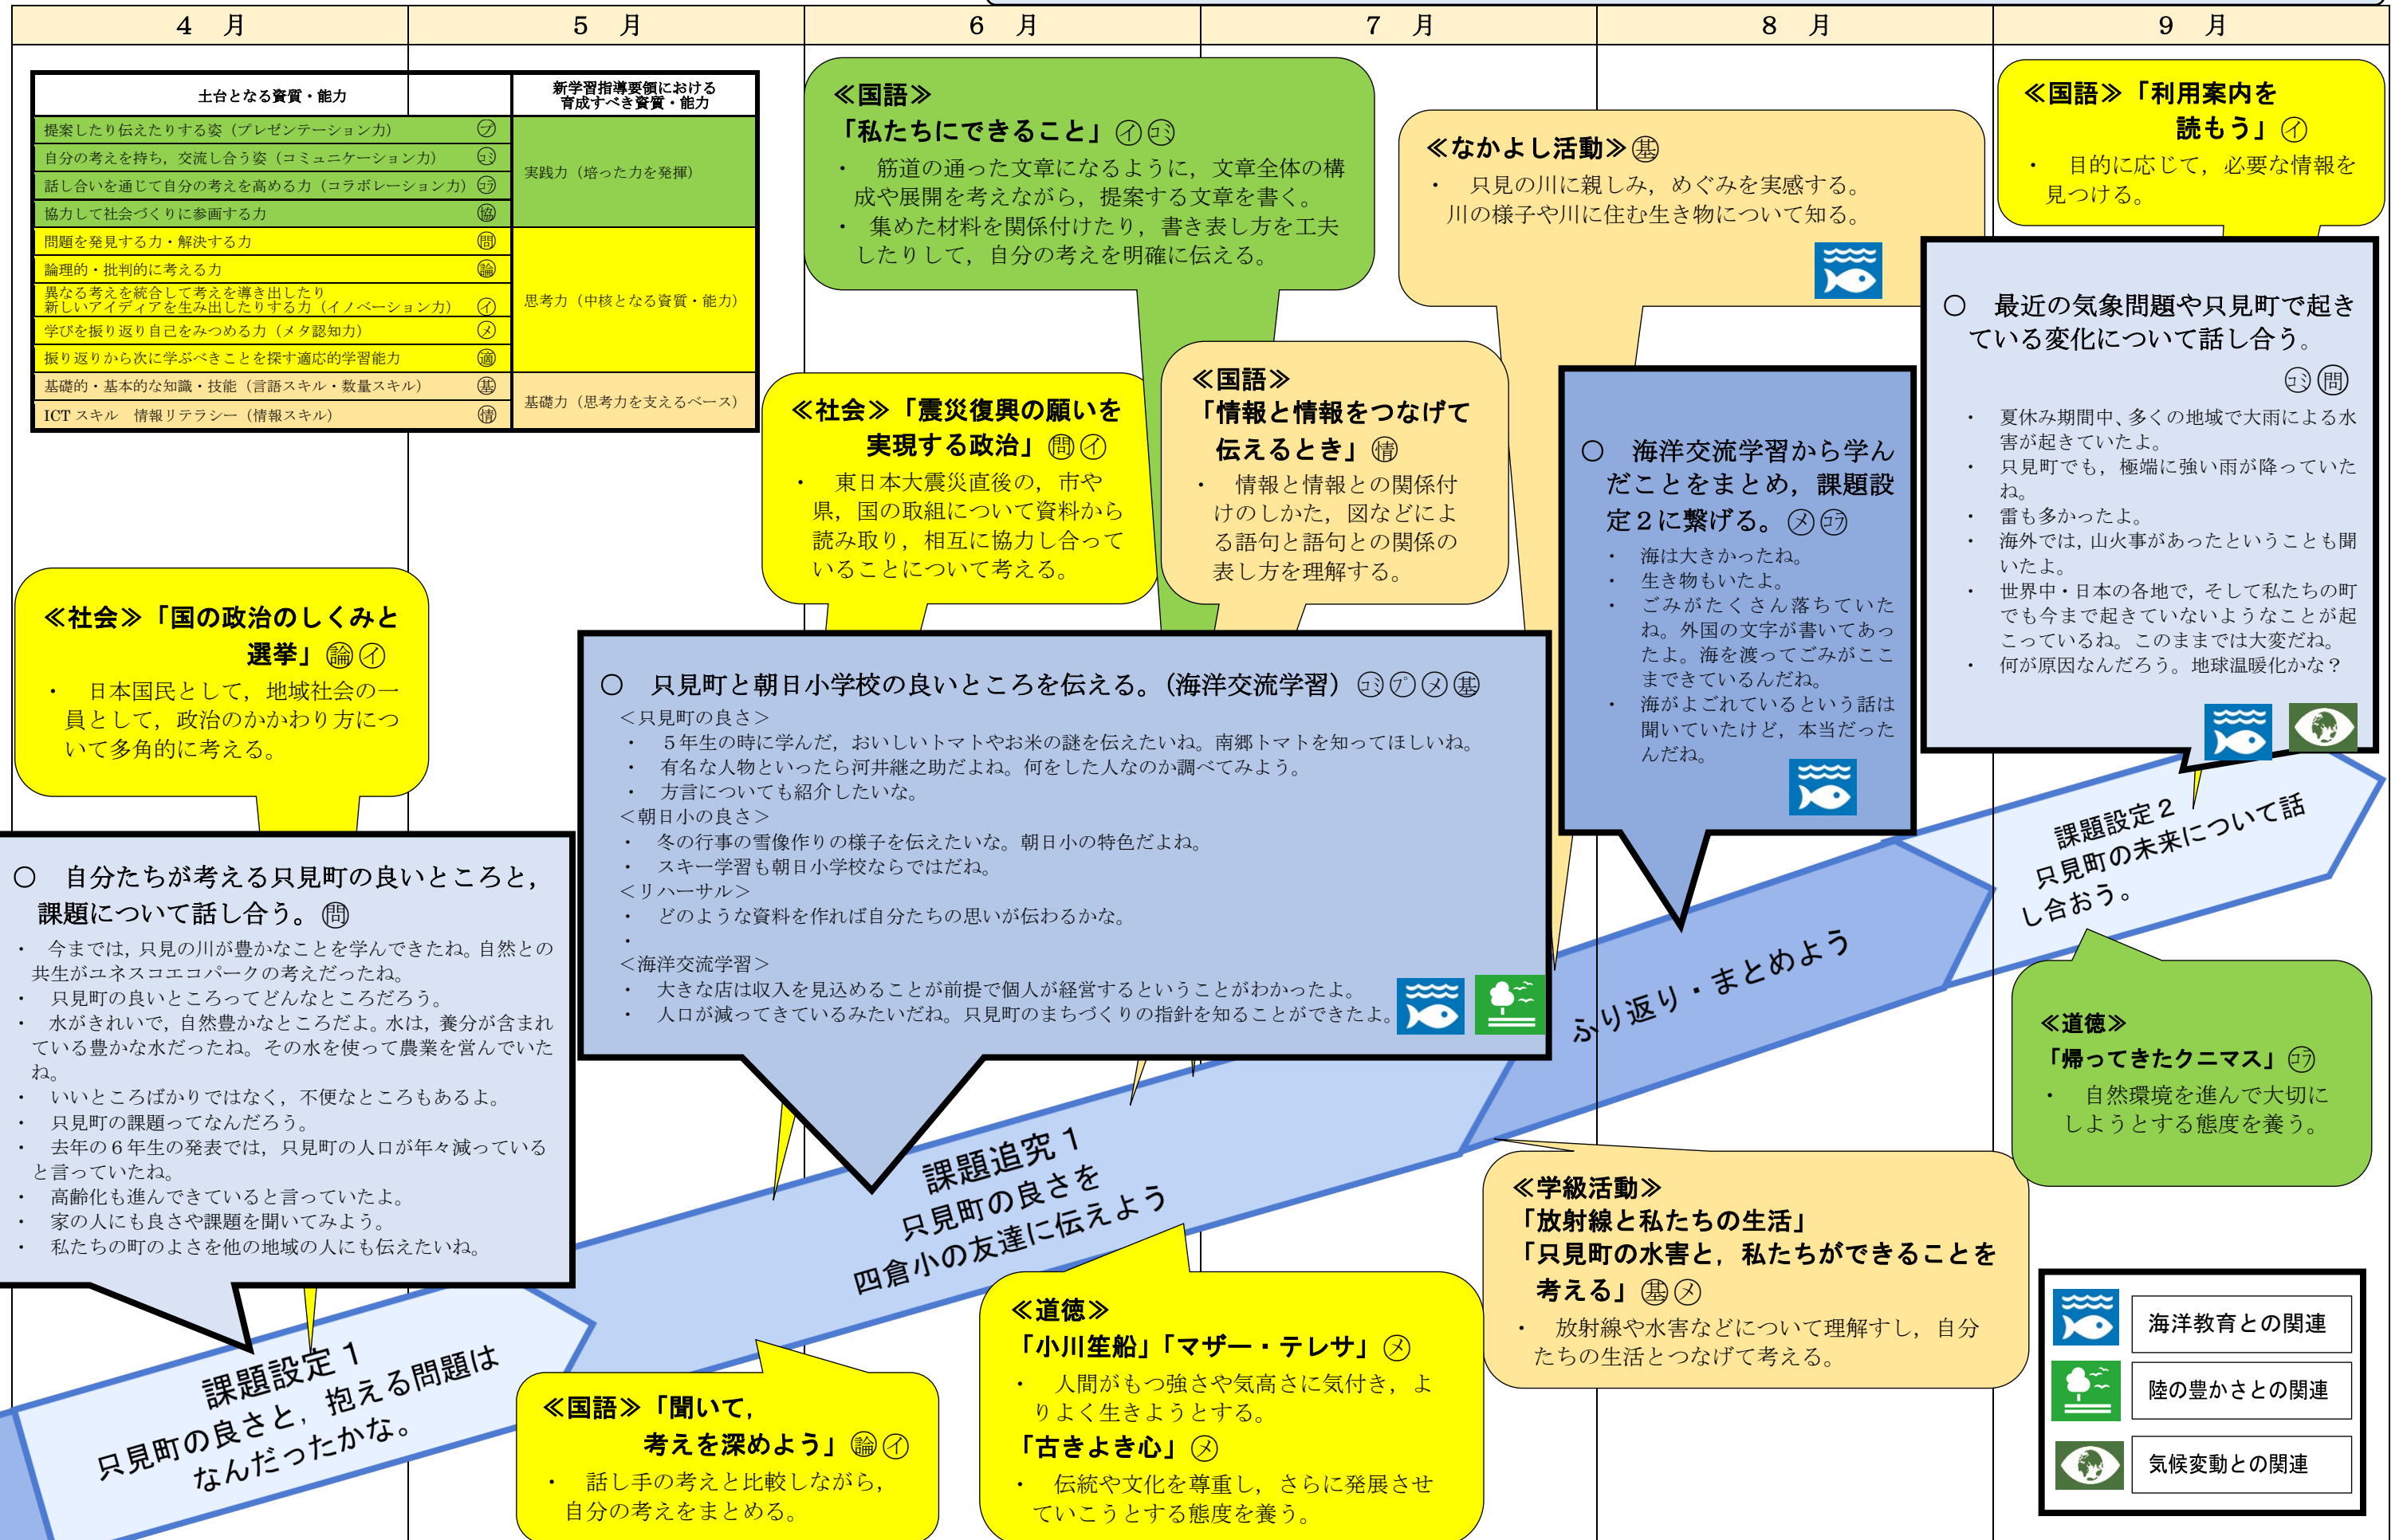 4　月
5　月
6　月
7　月
8　月
9　月
土台となる資質・能力
新学習指導要領における
育成すべき資質・能力
提案したり伝えたりする姿（プレゼンテーション力）　㋫゚
自分の考えを持ち，交流し合う姿（コミュニケーション力）　コミ
話し合いを通じて自分の考えを高める力（コラボレーション力）　コラ
協力して社会づくりに参画する力　協
実践力（培った力を発揮）
問題を発見する力・解決する力　問
論理的・批判的に考える力　論
異なる考えを統合して考えを導き出したり
新しいアイディアを生み出したりする力（イノベーション力）　㋑
学びを振り返り自己をみつめる力（メタ認知力）　㋱
振り返りから次に学ぶべきことを探す適応的学習能力　適
思考力（中核となる資質・能力）
基礎的・基本的な知識・技能（言語スキル・数量スキル）　基
ICTスキル　情報リテラシー（情報スキル）　情
基礎力（思考力を支えるベース）
≪国語≫
「私たちにできること」㋑コミ
・　筋道の通った文章になるように，文章全体の構
成や展開を考えながら，提案する文章を書く。
・　集めた材料を関係付けたり，書き表し方を工夫
したりして，自分の考えを明確に伝える。
≪なかよし活動≫基
・　只見の川に親しみ，めぐみを実感する。
川の様子や川に住む生き物について知る。
≪国語≫「利用案内を
読もう」㋑
・　目的に応じて，必要な情報を
見つける。
≪社会≫「震災復興の願いを
実現する政治」問㋑
・　東日本大震災直後の，市や
県，国の取組について資料から
読み取り，相互に協力し合って
いることについて考える。
≪国語≫
「情報と情報をつなげて
伝えるとき」情
・　情報と情報との関係付
けのしかた，図などによ
る語句と語句との関係の
表し方を理解する。
○　海洋交流学習から学ん
だことをまとめ，課題設
定２に繋げる。㋱コラ
・　海は大きかったね。
・　生き物もいたよ。
・　ごみがたくさん落ちていた
ね。外国の文字が書いてあっ
たよ。海を渡ってごみがここ
まできているんだね。
・　海がよごれているという話は
聞いていたけど，本当だった
んだね。
○　最近の気象問題や只見町で起き
ている変化について話し合う。
コミ問
・　夏休み期間中、多くの地域で大雨による水
害が起きていたよ。
・　只見町でも，極端に強い雨が降っていた
ね。
・　雷も多かったよ。
・　海外では，山火事があったということも聞
いたよ。
・　世界中・日本の各地で，そして私たちの町
でも今まで起きていないようなことが起
こっているね。このままでは大変だね。
・　何が原因なんだろう。地球温暖化かな？
≪社会≫「国の政治のしくみと
選挙」論㋑
・　日本国民として，地域社会の一
員として，政治のかかわり方につ
いて多角的に考える。
○　只見町と朝日小学校の良いところを伝える。（海洋交流学習）コミ㋫゚㋱基
＜只見町の良さ＞
・　５年生の時に学んだ，おいしいトマトやお米の謎を伝えたいね。南郷トマトを知ってほしいね。
・　有名な人物といったら河井継之助だよね。何をした人なのか調べてみよう。
・　方言についても紹介したいな。
＜朝日小の良さ＞
・　冬の行事の雪像作りの様子を伝えたいな。朝日小の特色だよね。
・　スキー学習も朝日小学校ならではだね。
＜リハーサル＞
・　どのような資料を作れば自分たちの思いが伝わるかな。
・
＜海洋交流学習＞
・　大きな店は収入を見込めることが前提で個人が経営するということがわかったよ。
・　人口が減ってきているみたいだね。只見町のまちづくりの指針を知ることができたよ。
○　自分たちが考える只見町の良いところと，
課題について話し合う。問
・　今までは，只見の川が豊かなことを学んできたね。自然との
共生がユネスコエコパークの考えだったね。
・　只見町の良いところってどんなところだろう。
・　水がきれいで，自然豊かなところだよ。水は，養分が含まれ
ている豊かな水だったね。その水を使って農業を営んでいた
ね。
・　いいところばかりではなく，不便なところもあるよ。
・　只見町の課題ってなんだろう。
・　去年の６年生の発表では，只見町の人口が年々減っている
と言っていたね。
・　高齢化も進んできていると言っていたよ。
・　家の人にも良さや課題を聞いてみよう。
・　私たちの町のよさを他の地域の人にも伝えたいね。
課題設定１
只見町の良さと，抱える問題は
なんだったかな。
課題追究１
只見町の良さを
四倉小の友達に伝えよう
ふり返り・まとめよう
課題設定２
只見町の未来について話
し合おう。
≪道徳≫
「帰ってきたクニマス」コラ
・　自然環境を進んで大切に
しようとする態度を養う。
≪学級活動≫
「放射線と私たちの生活」
「只見町の水害と，私たちができることを
考える」基㋱
・　放射線や水害などについて理解すし，自分
たちの生活とつなげて考える。
≪国語≫「聞いて，
考えを深めよう」論㋑
・　話し手の考えと比較しながら，
自分の考えをまとめる。
≪道徳≫
「小川笙船」「マザー・テレサ」㋱
・　人間がもつ強さや気高さに気付き，よ
りよく生きようとする。
「古きよき心」㋱
・　伝統や文化を尊重し，さらに発展させ
ていこうとする態度を養う。
海洋教育との関連
陸の豊かさとの関連
気候変動との関連